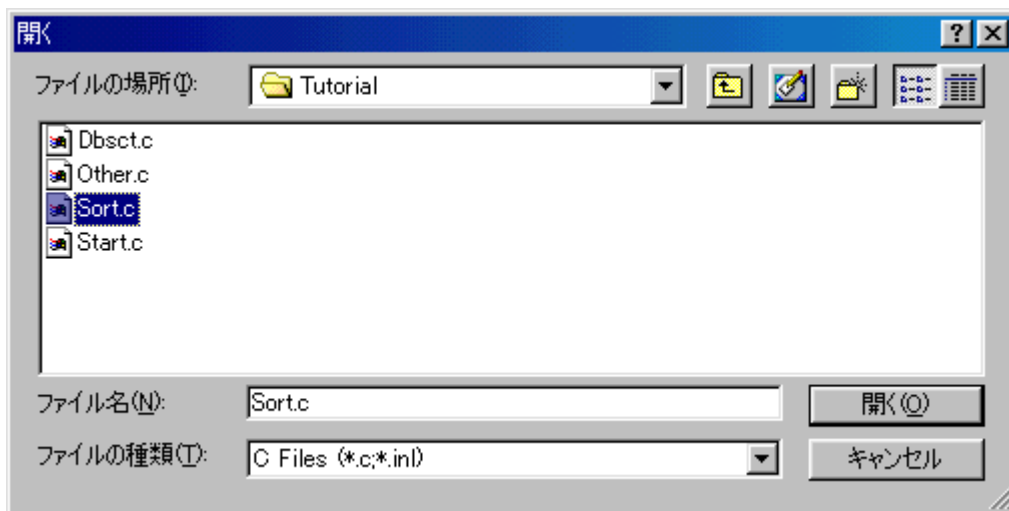 開く
ファイルの場所(I): Tutorial
Dbsct.c
Other.c
Sort.c
Start.c
ファイル名(N): Sort.c 開く(O)
ファイルの種類(T): C Files (*.c;*.inl) キャンセル